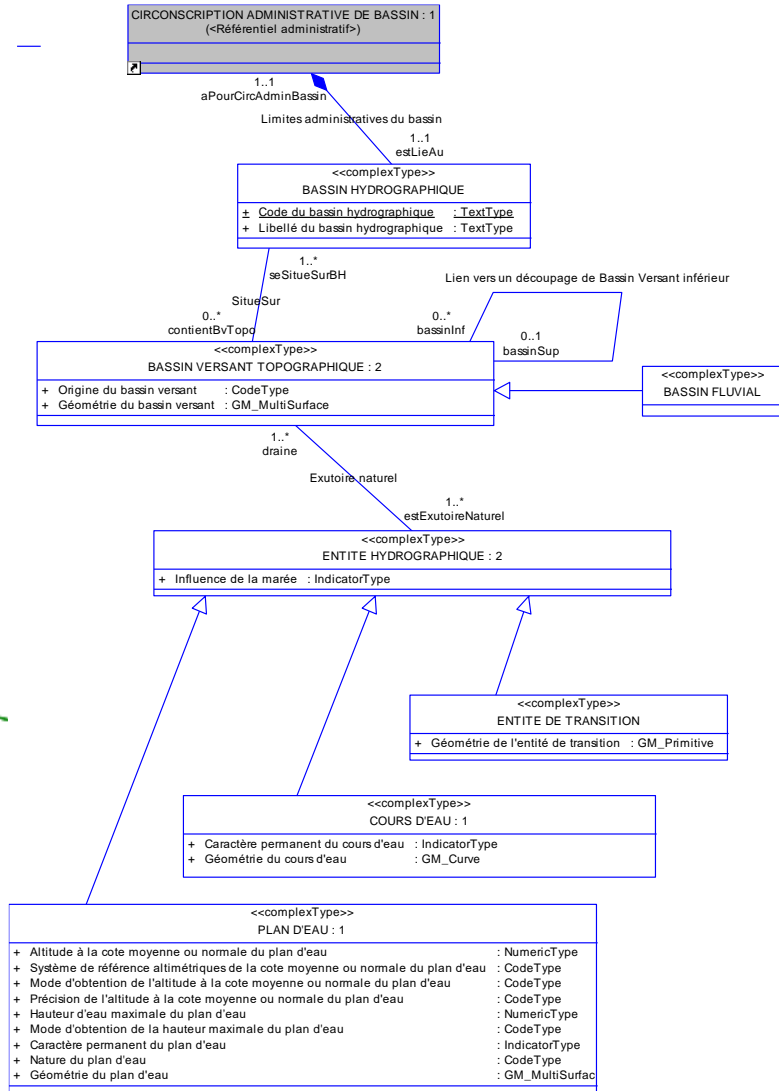 CIRCONSCRIPTION ADMINISTRATIVE DE BASSIN : 1
(<Référentiel administratif>)
1..1
aPourCircAdminBassin
Limites administratives du bassin
1..1
estLieAu
<<complexType>>
BASSIN HYDROGRAPHIQUE
+ Code du bassin hydrographique : TextType
+ Libellé du bassin hydrographique : TextType
1..*
seSitueSurBH
Lien vers un découpage de Bassin Versant inférieur
SitueSur
0..*
contientBvTopo
0..*
bassinInf
0..1
bassinSup
<<complexType>>
BASSIN VERSANT TOPOGRAPHIQUE : 2
+ Origine du bassin versant : CodeType
+ Géométrie du bassin versant : GM_MultiSurface
<<complexType>>
BASSIN FLUVIAL
1..*
draine
Exutoire naturel
1..*
estExutoireNaturel
<<complexType>>
ENTITE HYDROGRAPHIQUE : 2
+ Influence de la marée : IndicatorType
<<complexType>>
ENTITE DE TRANSITION
+ Géométrie de l'entité de transition : GM_Primitive
<<complexType>>
COURS D'EAU : 1
+ Caractère permanent du cours d'eau : IndicatorType
+ Géométrie du cours d'eau : GM_Curve
<<complexType>>
PLAN D'EAU : 1
+ Altitude à la cote moyenne ou normale du plan d'eau : NumericType
+ Système de référence altimétriques de la cote moyenne ou normale du plan d'eau : CodeType
+ Mode d'obtention de l'altitude à la cote moyenne ou normale du plan d'eau : CodeType
+ Précision de l'altitude à la cote moyenne ou normale du plan d'eau : CodeType
+ Hauteur d'eau maximale du plan d'eau : NumericType
+ Mode d'obtention de la hauteur maximale du plan d'eau : CodeType
+ Caractère permanent du plan d'eau : IndicatorType
+ Nature du plan d'eau : CodeType
+ Géométrie du plan d'eau : GM_MultiSurfac